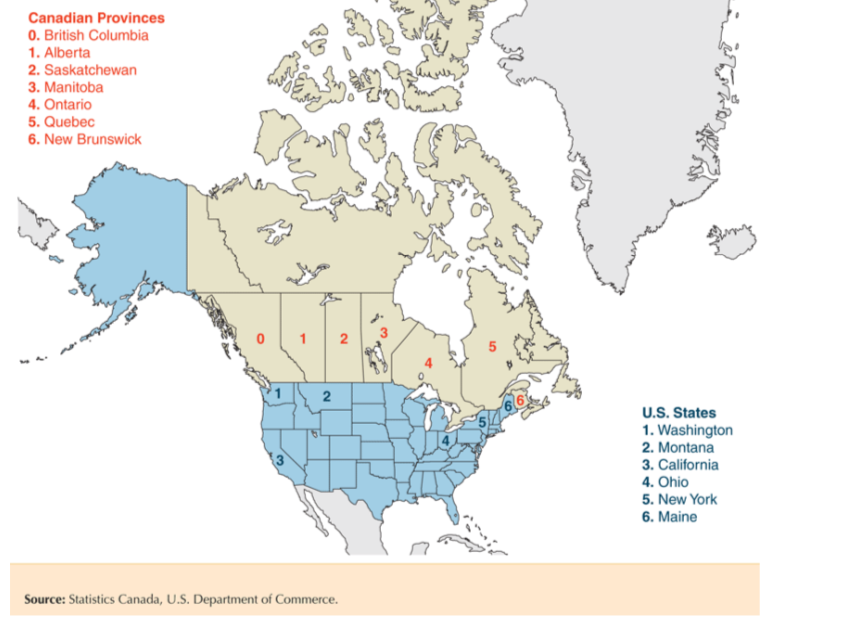 Canadian Provinces
0. British Columbia
1. Alberta
2. Saskatchewan
3. Manitoba
4. Ontario
5. Quebec
6. New Brunswick
0
1
2
3
4
5
6
1
2
3
4
5
6
U.S. States
1. Washington
2. Montana
3. California
4. Ohio
5. New York
6. Maine
Source: Statistics Canada, U.S. Department of Commerce.